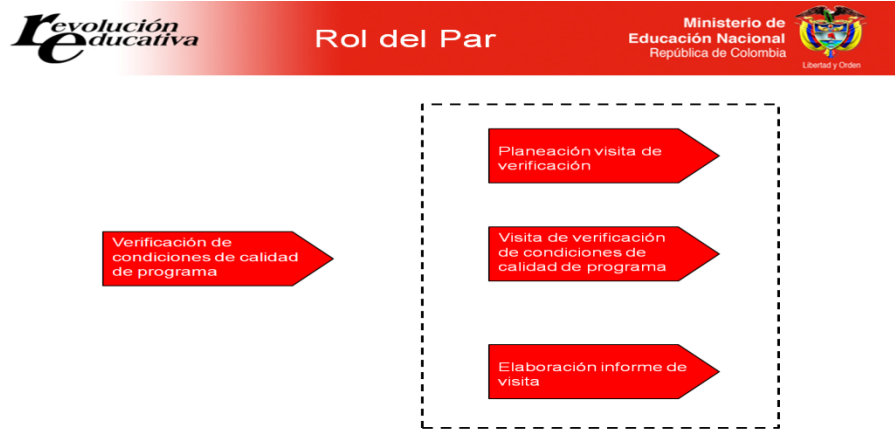 revolución
educativa
Rol del Par
Ministerio de
Educación Nacional
República de Colombia
Libertad y Orden
Verificación de
condiciones de calidad
de programa
Planeación visita de
verificación
Visita de verificación
de condiciones de
calidad de programa
Elaboración informe de
visita